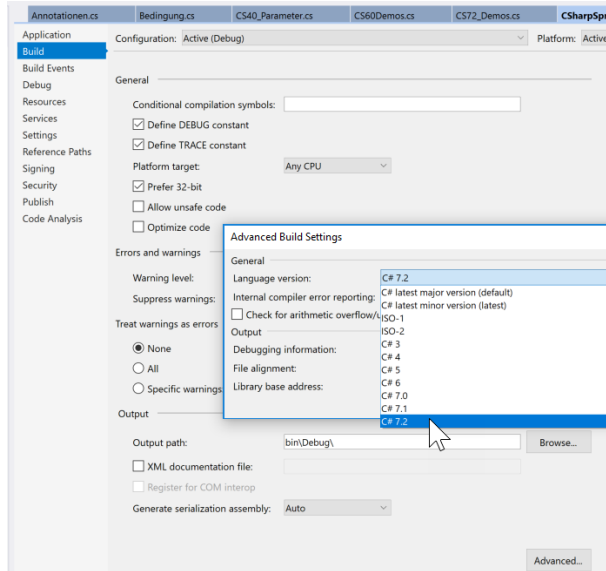 Annotationen.cs Bedingung.cs CS40_Parameter.cs CS60Demos.cs CS72_Demos.cs CSharpSpr
Application
Build
Build Events
Debug
Resources
Services
Settings
Reference Paths
Signing
Security
Publish
Code Analysis
Configuration: Active (Debug) Platform: Active
General
Conditional compilation symbols:
Define DEBUG constant
Define TRACE constant
Platform target: Any CPU
Prefer 32-bit
Allow unsafe code
Optimize code
Errors and warnings
Warning level:
Suppress warnings:
Treat warnings as errors
None
All
Specific warnings
Output
Output path: bin\Debug\ Browse...
XML documentation file:
Register for COM interop
Generate serialization assembly: Auto
Advanced...
Advanced Build Settings
General
Language version: C# 7.2
Internal compiler error reporting:
Check for arithmetic overflow/u
Output
Debugging information:
File alignment:
Library base address:
C# latest major version (default)
C# latest minor version (latest)
ISO-1
ISO-2
C# 3
C# 4
C# 5
C# 6
C# 7.0
C# 7.1
C# 7.2